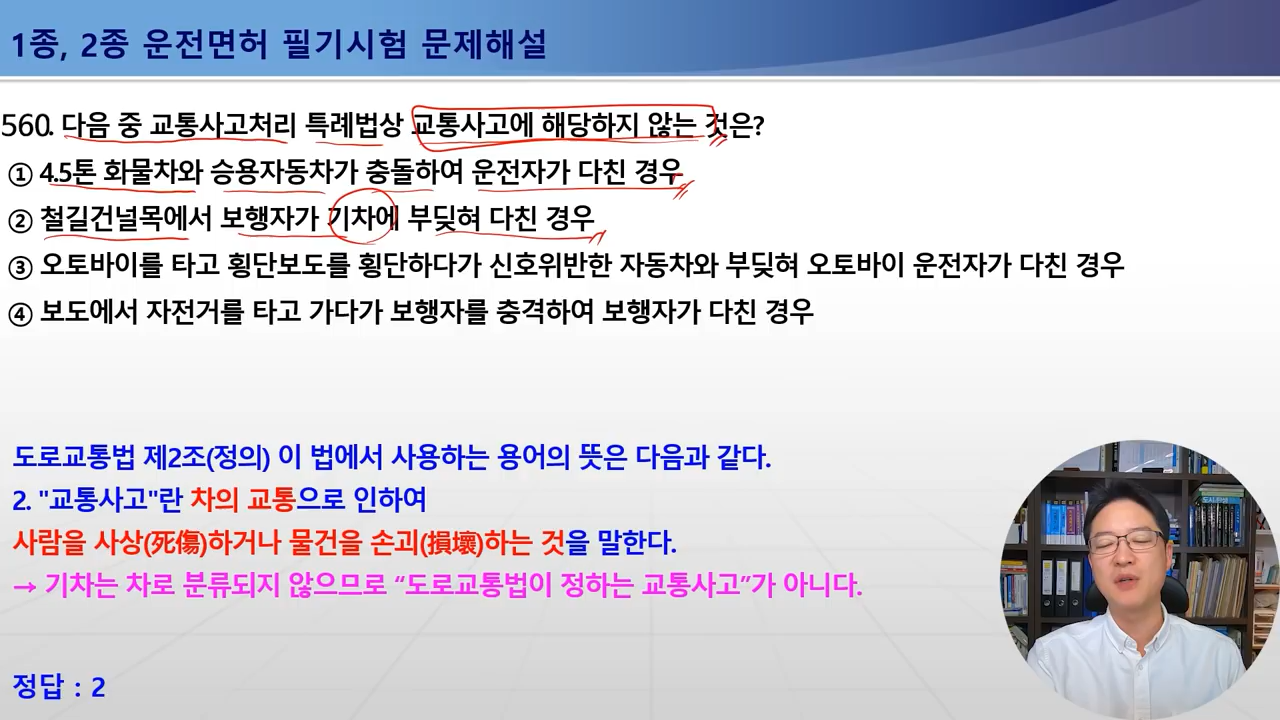 1종, 2종 운전면허 필기시험 문제해설
560. 다음 중 교통사고처리 특례법상 교통사고에 해당하지 않는 것은?
① 4.5톤 화물차와 승용자동차가 충돌하여 운전자가 다친 경우
② 철길건널목에서 보행자가 기차에 부딪혀 다친 경우
③ 오토바이를 타고 횡단보도를 횡단하다가 신호위반한 자동차와 부딪혀 오토바이 운전자가 다친 경우
④ 보도에서 자전거를 타고 가다가 보행자를 충격하여 보행자가 다친 경우
도로교통법 제2조(정의) 이 법에서 사용하는 용어의 뜻은 다음과 같다.
2. "교통사고"란 차의 교통으로 인하여
사람을 사상(死傷)하거나 물건을 손괴(損壞)하는 것을 말한다.
→ 기차는 차로 분류되지 않으므로 “도로교통법이 정하는 교통사고”가 아니다.
정답 : 2